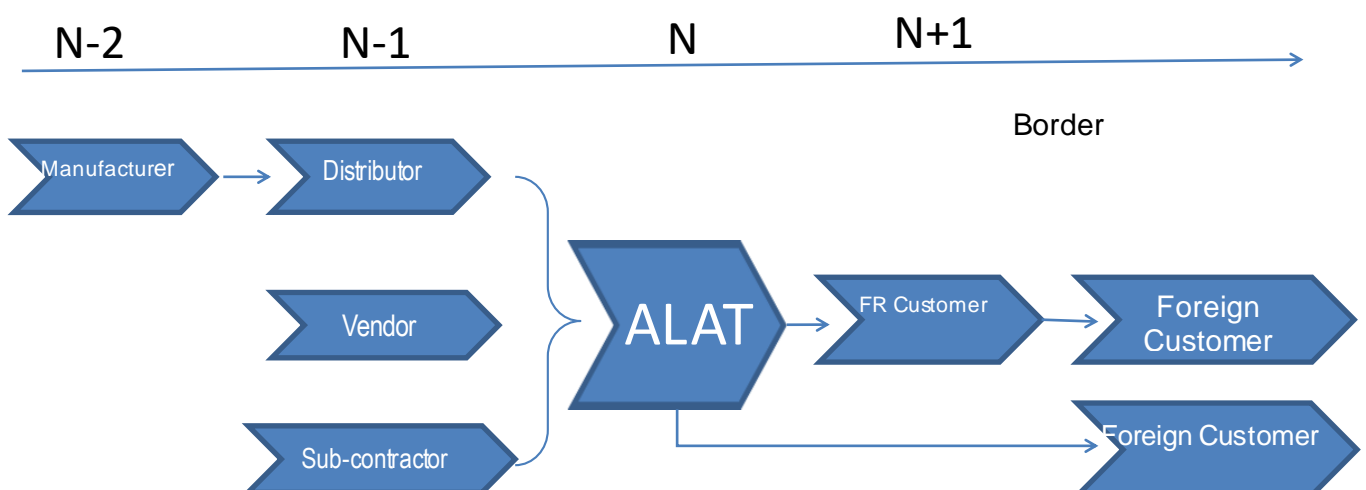 N-2
N-1
N
N+1
Border
Manufacturer
Distributor
Vendor
Sub-contractor
ALAT
FR Customer
Foreign
Customer
Foreign Customer